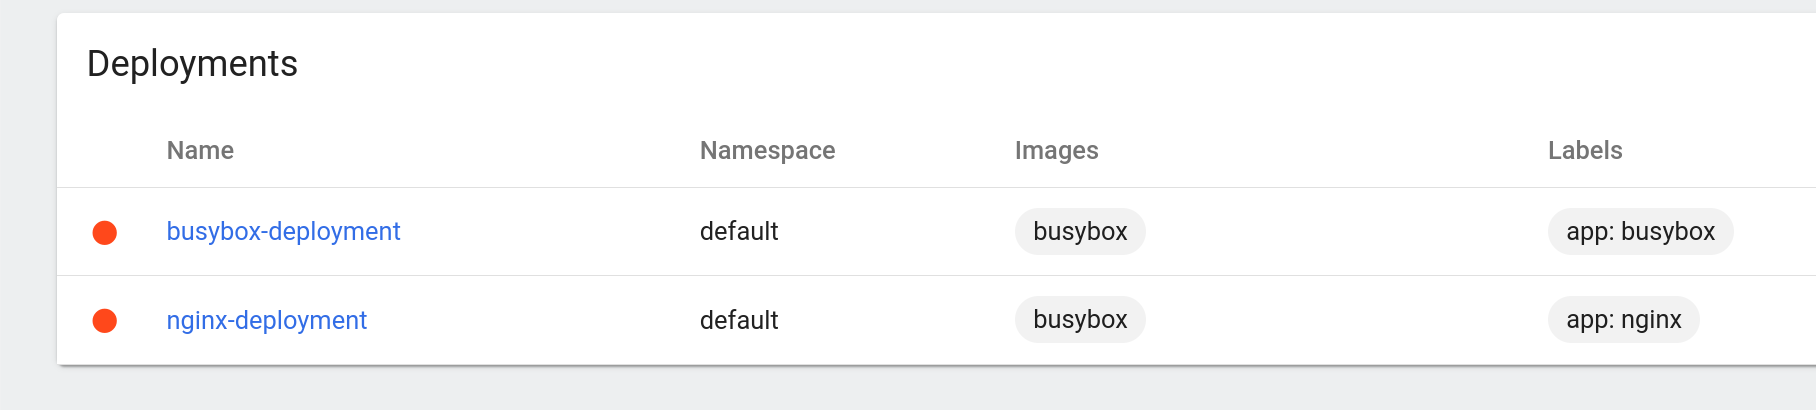 Deployments
Name Namespace Images Labels
busybox-deployment default busybox app: busybox
nginx-deployment default busybox app: nginx